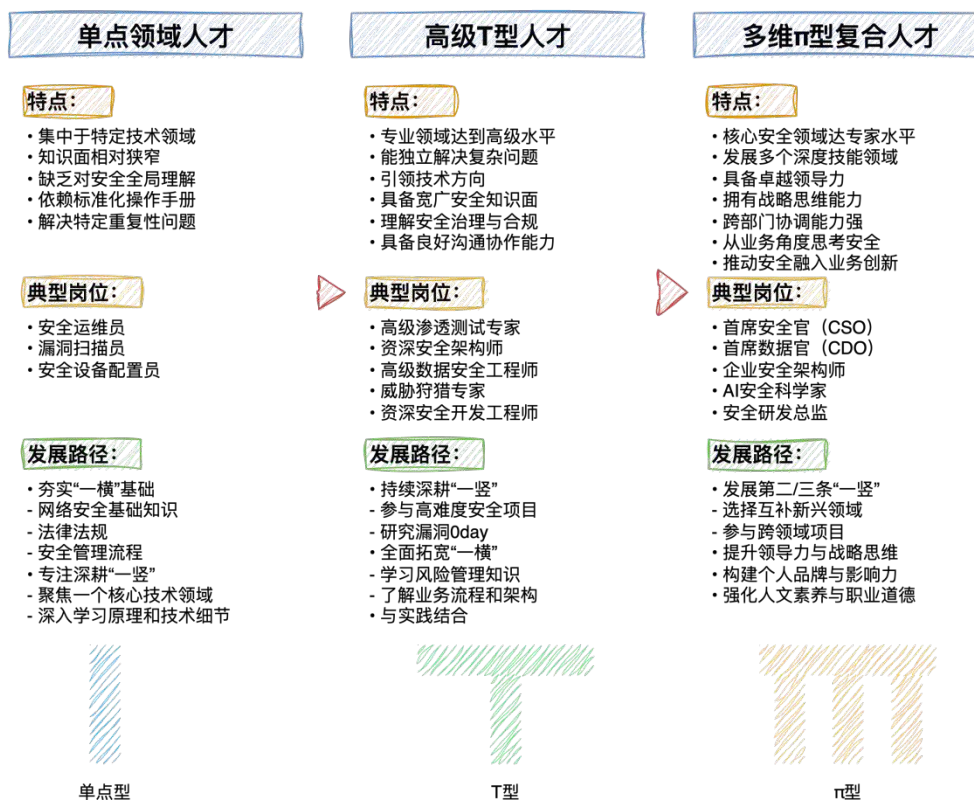 单点领域人才
特点：
• 集中于特定技术领域
• 知识面相对狭窄
• 缺乏对安全全局理解
• 依赖标准化操作手册
• 解决特定重复性问题
典型岗位：
• 安全运维员
• 漏洞扫描员
• 安全设备配置员
发展路径：
• 夯实“一横”基础
- 网络安全基础知识
- 法律法规
- 安全管理流程
• 专注深耕“一竖”
- 聚焦一个核心技术领域
- 深入学习原理和技术细节
单点型
高级T型人才
特点：
• 专业领域达到高级水平
• 能独立解决复杂问题
• 引领技术方向
• 具备宽广安全知识面
• 理解安全治理与合规
• 具备良好沟通协作能力
典型岗位：
• 高级渗透测试专家
• 资深安全架构师
• 高级数据安全工程师
• 威胁狩猎专家
• 资深安全开发工程师
发展路径：
• 持续深耕“一竖”
- 参与高难度安全项目
- 研究漏洞0day
• 全面拓宽“一横”
- 学习风险管理知识
- 了解业务流程和架构
• 与实践结合
T型
多维π型复合人才
特点：
• 核心安全领域达专家水平
• 发展多个深度技能领域
• 具备卓越领导力
• 拥有战略思维能力
• 跨部门协调能力强
• 从业务角度思考安全
• 推动安全融入业务创新
典型岗位：
• 首席安全官（CSO）
• 首席数据官（CDO）
• 企业安全架构师
• AI安全科学家
• 安全研发总监
发展路径：
• 发展第二/三条“一竖”
- 选择互补新兴领域
- 参与跨领域项目
• 提升领导力与战略思维
• 构建个人品牌与影响力
• 强化人文素养与职业道德
π型